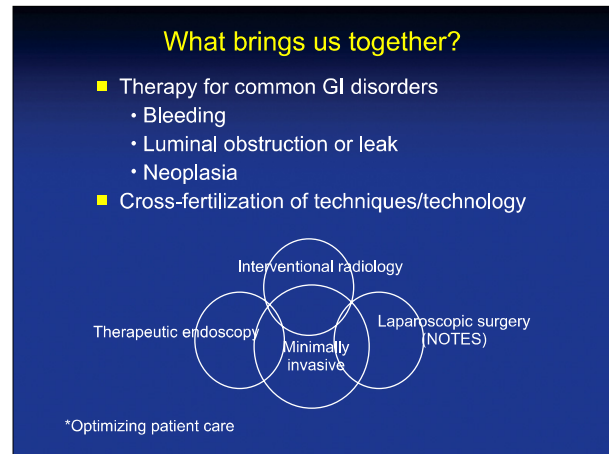 What brings us together?
Therapy for common GI disorders
• Bleeding
• Luminal obstruction or leak
• Neoplasia
Cross-fertilization of techniques/technology
Interventional radiology
Therapeutic endoscopy
Minimally
invasive
Laparoscopic surgery
(NOTES)
*Optimizing patient care